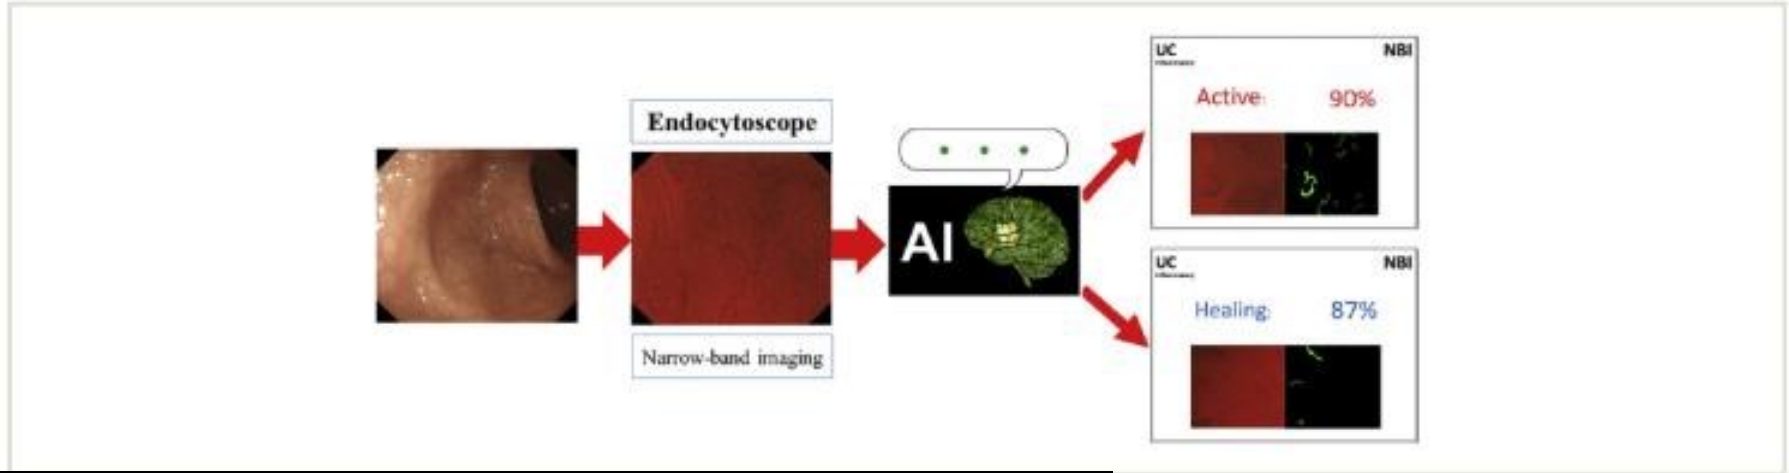 Endocytoscope
Narrow-band imaging
AI
UC NBI
Active: 90%
UC NBI
Healing: 87%